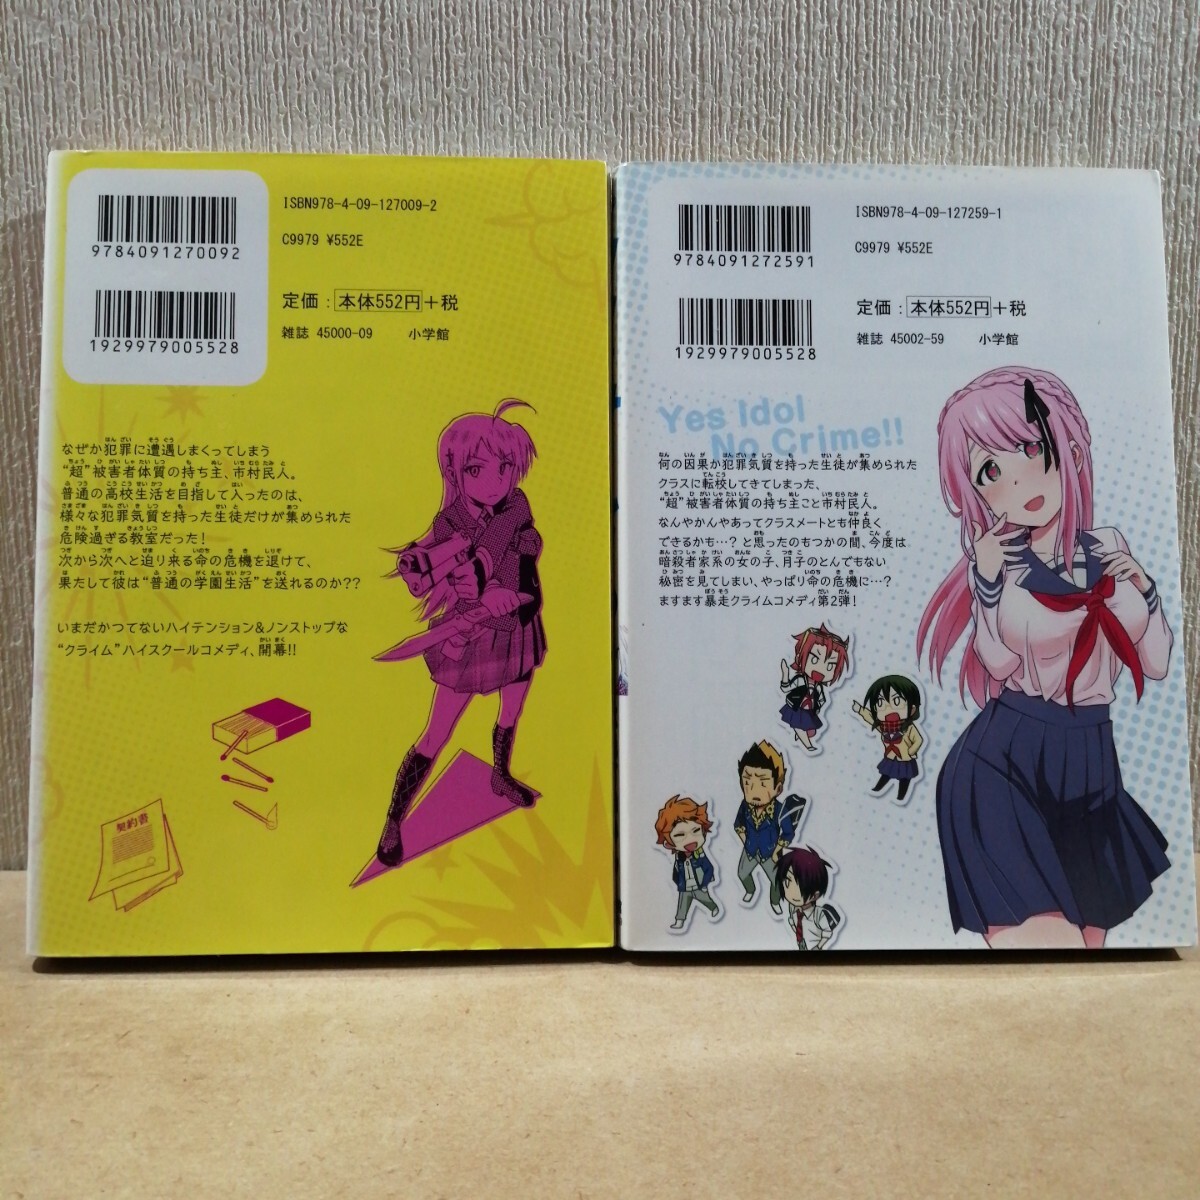 ISBN978-4-09-127009-2
9784091270092
C9979 ¥552E
定価：本体552円+税
1929979005528
雑誌 45000-09 小学館
なぜか犯罪に遭遇しまくってしまう
“超”被害者体質の持ち主、市村民人。
普通の高校生活を目指して入ったのは、
様々な犯罪気質を持った生徒だけが集められた
危険過ぎる教室だった！
次から次へと迫り来る命の危機を退けて、
果たして彼は“普通の学園生活”を送れるのか??
いまだかつてないハイテンション&ノンストップな
“クライム”ハイスクールコメディ、開幕!!
契約書
ISBN978-4-09-127259-1
9784091272591
C9979 ¥552E
定価：本体552円+税
1929979005528
雑誌 45002-59 小学館
Yes Idol
No Crime!!
何の因果か犯罪気質を持った生徒が集められた
クラスに転校してきてしまった、
“超”被害者体質の持ち主こと市村民人。
なんやかんやあってクラスメートとも仲良く
できるかも…？と思ったのもつかの間、今度は
暗殺者家系の女の子、月子のとんでもない
秘密を見てしまい、やっぱり命の危機に…？
ますます暴走クライムコメディ第2弾！